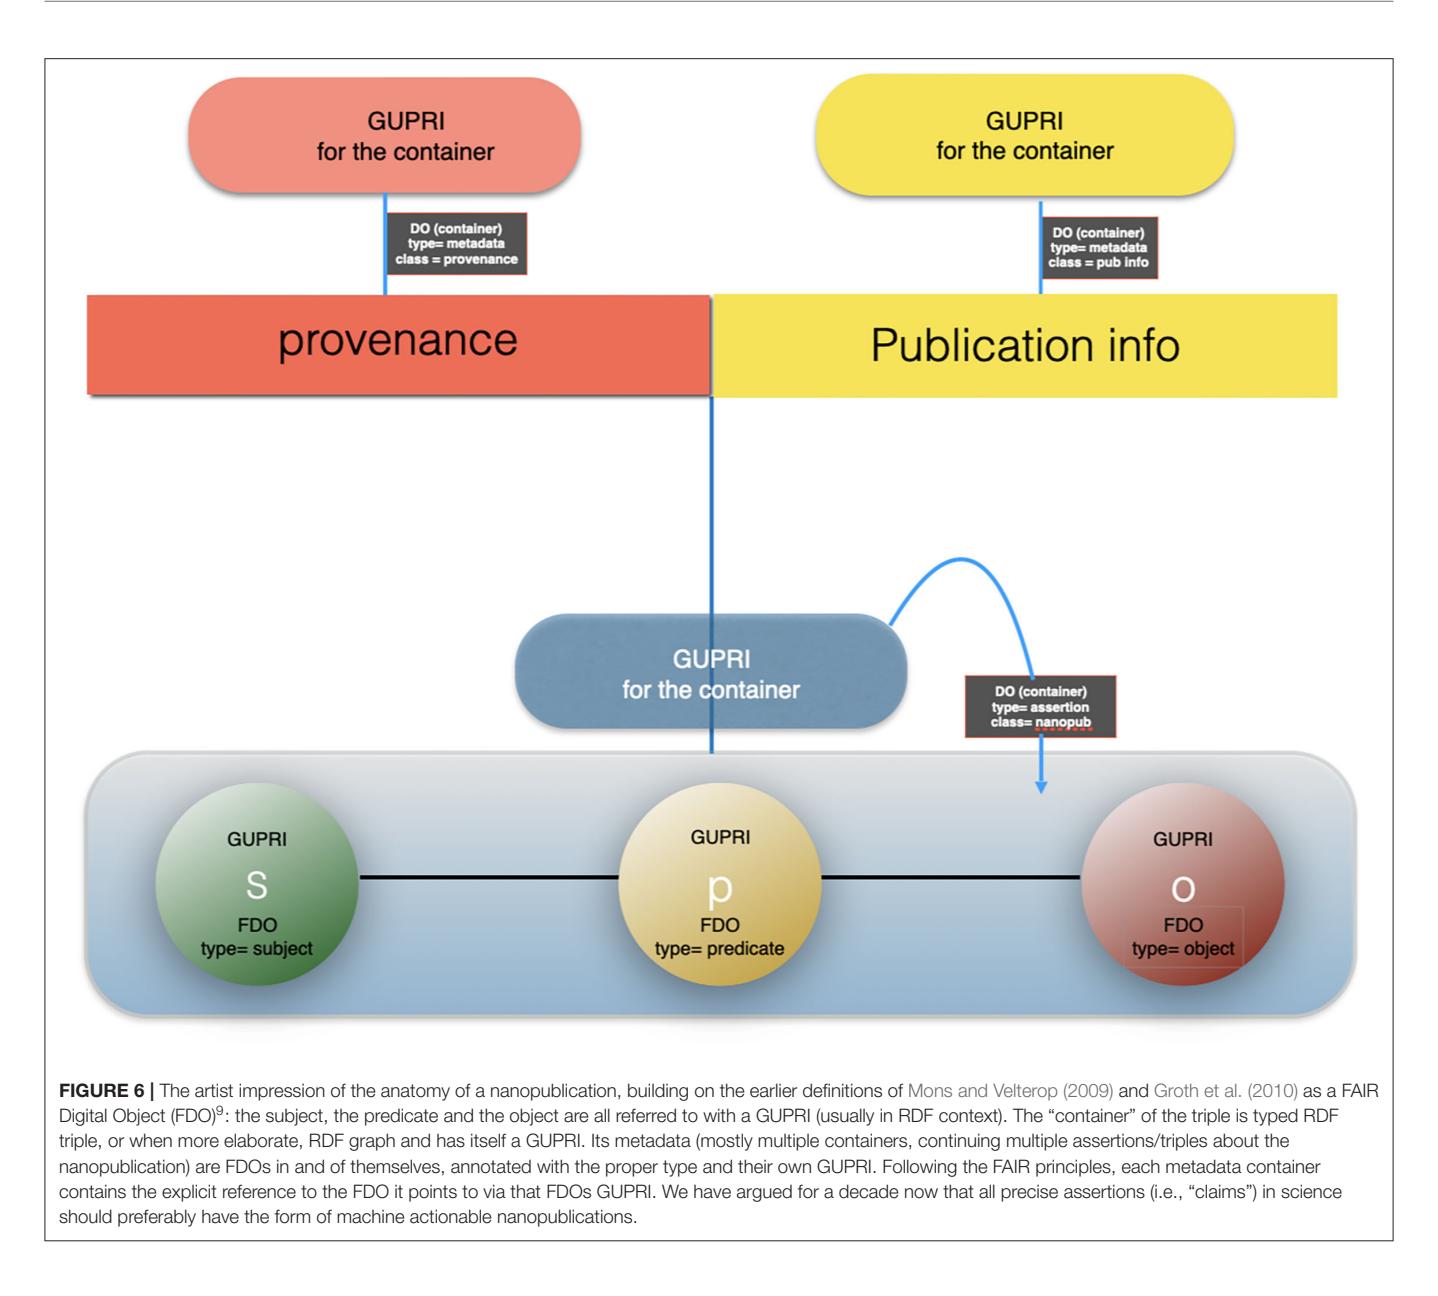 GUPRI
for the container
GUPRI
for the container
DO (container)
type= metadata
class = provenance
DO (container)
type= metadata
class = pub info
provenance
Publication info
GUPRI
for the container
DO (container)
type= assertion
class= nanopub
GUPRI
s
FDO
type= subject
GUPRI
p
FDO
type= predicate
GUPRI
o
FDO
type= object
FIGURE 6 | The artist impression of the anatomy of a nanopublication, building on the earlier definitions of Mons and Velterop (2009) and Groth et al. (2010) as a FAIR
Digital Object (FDO)⁹: the subject, the predicate and the object are all referred to with a GUPRI (usually in RDF context). The “container” of the triple is typed RDF
triple, or when more elaborate, RDF graph and has itself a GUPRI. Its metadata (mostly multiple containers, continuing multiple assertions/triples about the
nanopublication) are FDOs in and of themselves, annotated with the proper type and their own GUPRI. Following the FAIR principles, each metadata container
contains the explicit reference to the FDO it points to via that FDOs GUPRI. We have argued for a decade now that all precise assertions (i.e., “claims”) in science
should preferably have the form of machine actionable nanopublications.